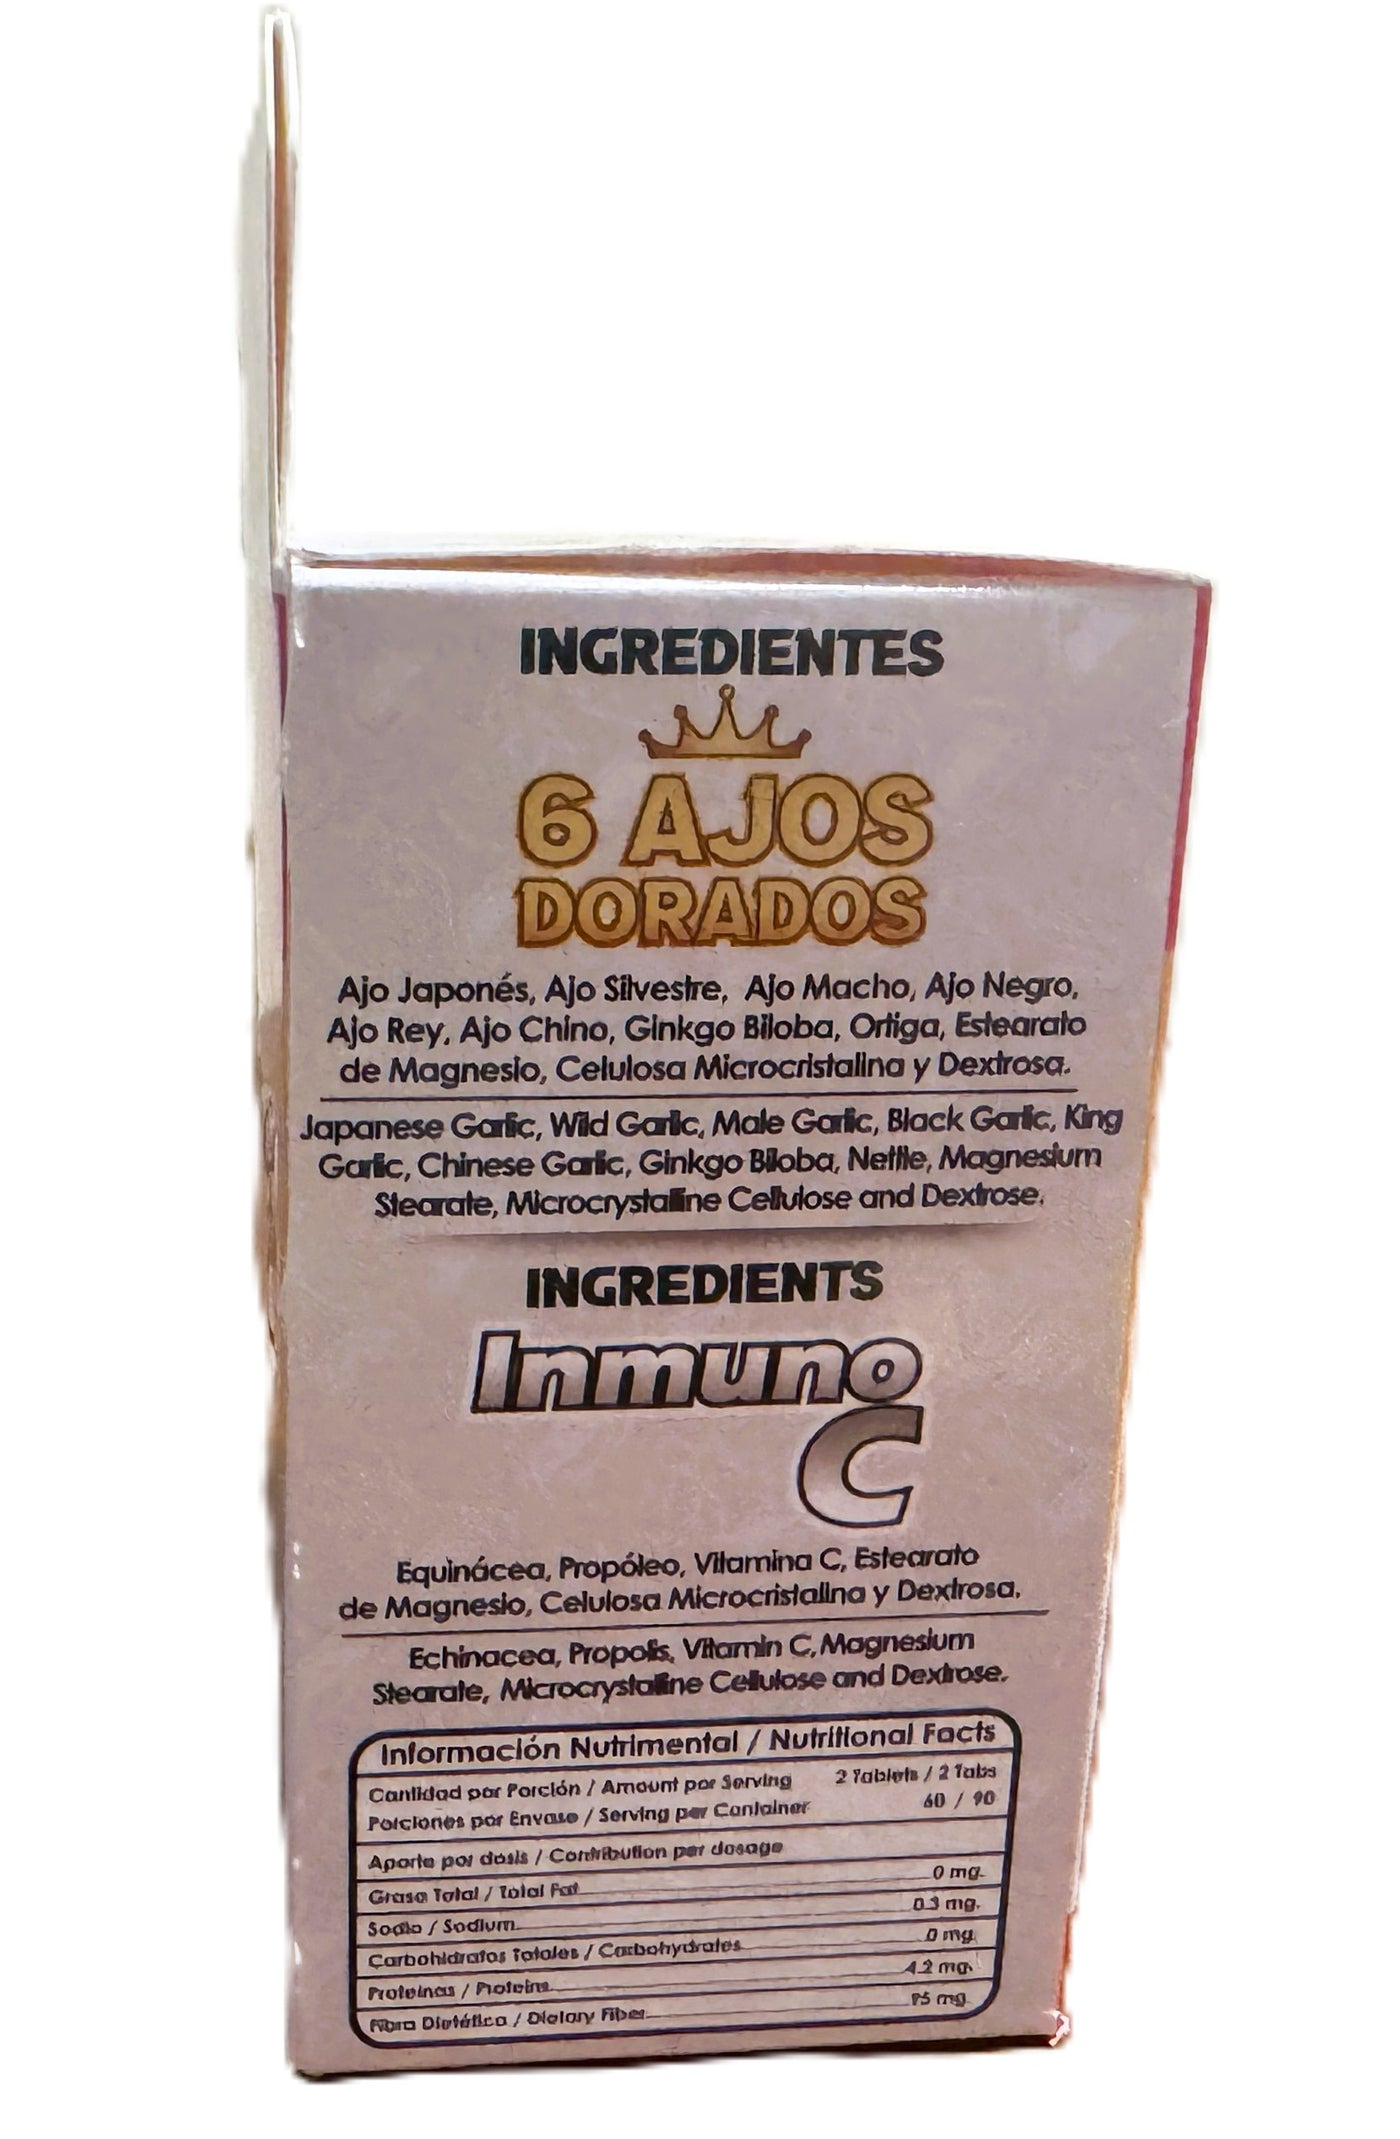 INGREDIENTES
6 AJOS
DORADOS
Ajo Japonés, Ajo Silvestre, Ajo Macho, Ajo Negro,
Ajo Rey, Ajo Chino, Ginkgo Biloba, Ortiga, Estearato
de Magnesio, Celulosa Microcristalina y Dextrosa.
Japanese Garlic, Wild Garlic, Male Garlic, Black Garlic, King
Garlic, Chinese Garlic, Ginkgo Biloba, Nettle, Magnesium
Stearate, Microcrystalline Cellulose and Dextrose.
INGREDIENTS
Inmuno
C
Equinácea, Propóleo, Vitamina C, Estearato
de Magnesio, Celulosa Microcristalina y Dextrosa.
Echinacea, Propolis, Vitamin C, Magnesium
Stearate, Microcrystalline Cellulose and Dextrose.
Información Nutrimental / Nutritional Facts
Cantidad por Porción / Amount por Serving 2 Tablets / 2 Tabs
Porciones por Envase / Serving per Container 60 / 90
Aporte por dosis / Contribution per dosage
Grasa Total / Total Fat 0 mg.
Sodio / Sodium 0.3 mg.
Carbohidratos Totales / Carbohydrates 0 mg
Proteinas / Proteins 4.2 mg.
Fibra Dietética / Dietary Fiber mg